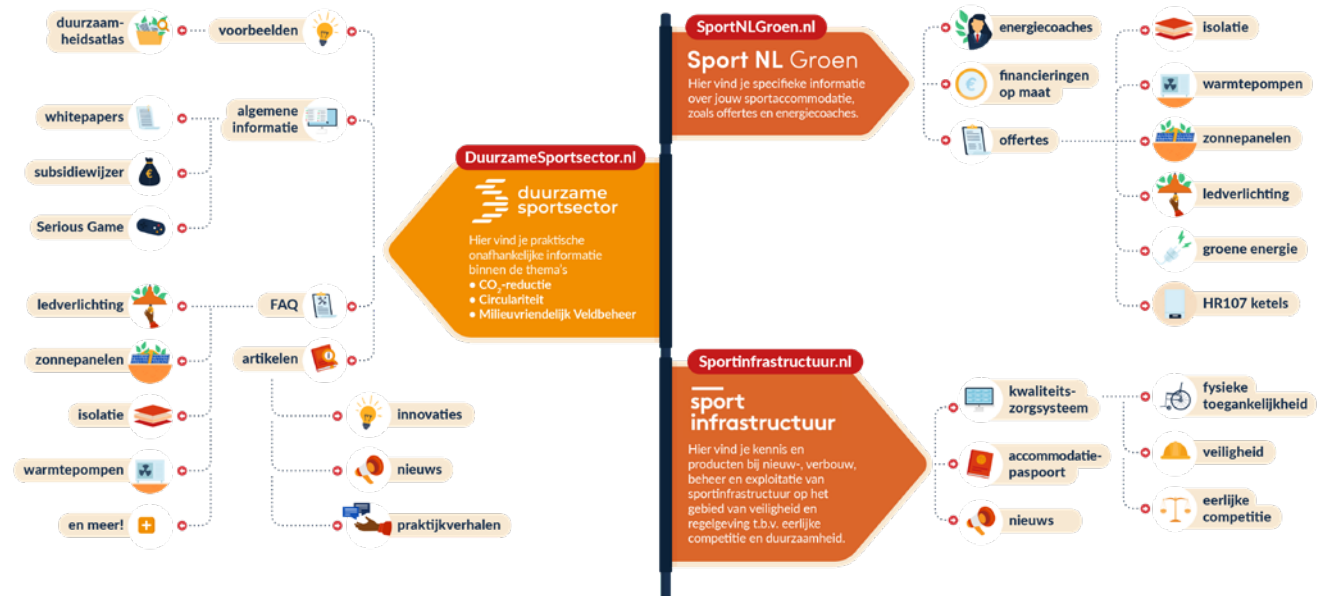 duurzaam-
heidsatlas
voorbeelden
whitepapers
algemene
informatie
subsidiewijzer
Serious Game
ledverlichting
FAQ
zonnepanelen
artikelen
isolatie
innovaties
warmtepompen
nieuws
en meer!
praktijkverhalen
DuurzameSportsector.nl
duurzame
sportsector
Hier vind je praktische
onafhankelijke informatie
binnen de thema's
• CO₂-reductie
• Circulariteit
• Milieuvriendelijk Veldbeheer
SportNLGroen.nl
Sport NL Groen
Hier vind je specifieke informatie
over jouw sportaccommodatie,
zoals offertes en energiecoaches.
energiecoaches
financieringen
op maat
offertes
isolatie
warmtepompen
zonnepanelen
ledverlichting
groene energie
HR107 ketels
Sportinfrastructuur.nl
sport
infrastructuur
Hier vind je kennis en
producten bij nieuw-, verbouw,
beheer en exploitatie van
sportinfrastructuur op het
gebied van veiligheid en
regelgeving t.b.v. eerlijke
competitie en duurzaamheid.
kwaliteits-
zorgsysteem
accommodatie-
paspoort
nieuws
fysieke
toegankelijkheid
veiligheid
eerlijke
competitie